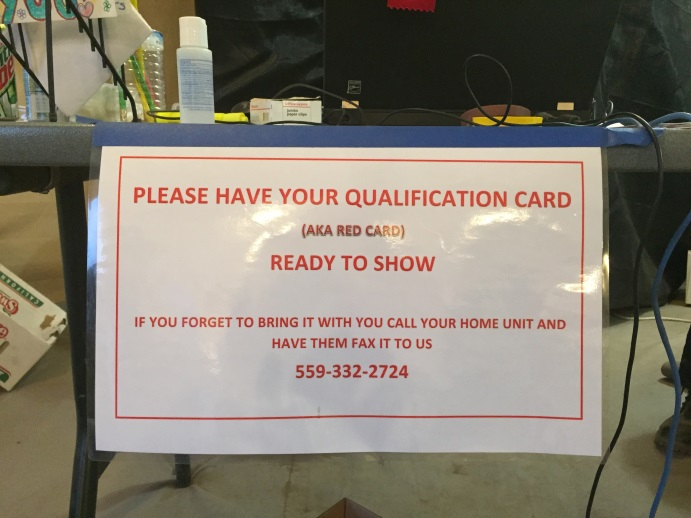 PLEASE HAVE YOUR QUALIFICATION CARD
(AKA RED CARD)
READY TO SHOW
IF YOU FORGET TO BRING IT WITH YOU CALL YOUR HOME UNIT AND
HAVE THEM FAX IT TO US
559-332-2724